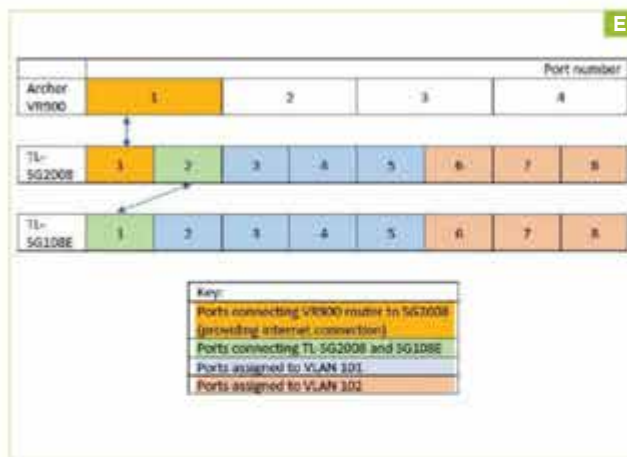 E
Port number
Archer VR900
1 2 3 4
TL-SG2008
1 2 3 4 5 6 7 8
TL-SG108E
1 2 3 4 5 6 7 8
Key:
Ports connecting VR900 router to SG2008
(providing internet connection)
Ports connecting TL-SG2008 and SG108E
Ports assigned to VLAN 101
Ports assigned to VLAN 102